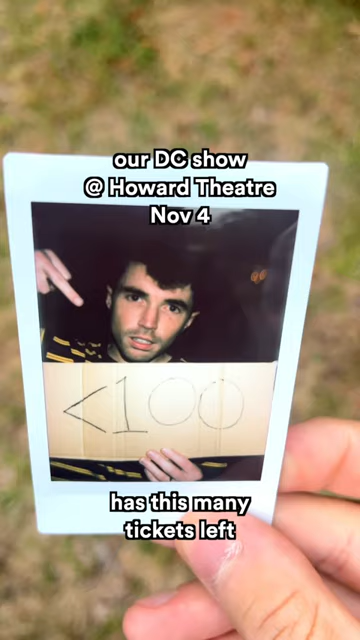 our DC show
@ Howard Theatre
Nov 4
<100
has this many
tickets left